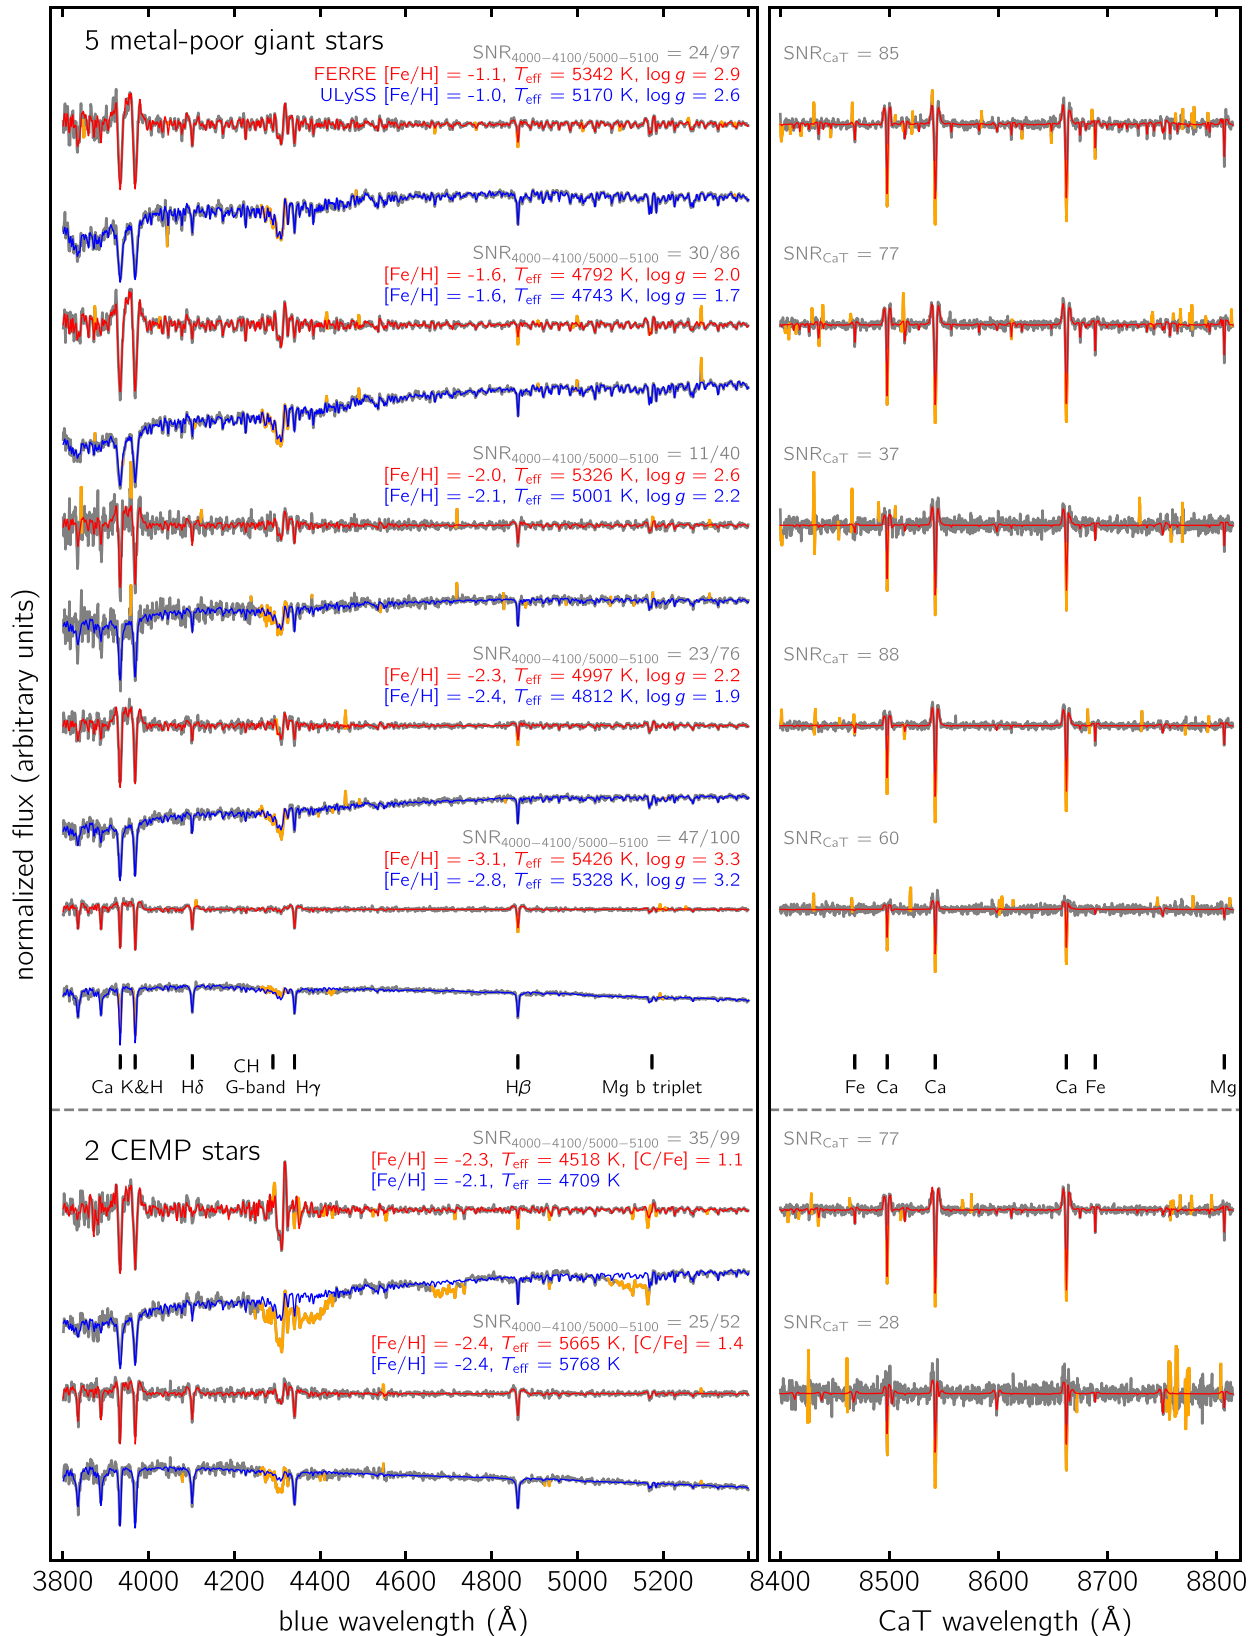 5 metal-poor giant stars
SNR4000−4100/5000−5100 = 24/97
FERRE [Fe/H] = -1.1, Teff = 5342 K, log g = 2.9
ULySS [Fe/H] = -1.0, Teff = 5170 K, log g = 2.6
SNR4000−4100/5000−5100 = 30/86
[Fe/H] = -1.6, Teff = 4792 K, log g = 2.0
[Fe/H] = -1.6, Teff = 4743 K, log g = 1.7
SNR4000−4100/5000−5100 = 11/40
[Fe/H] = -2.0, Teff = 5326 K, log g = 2.6
[Fe/H] = -2.1, Teff = 5001 K, log g = 2.2
SNR4000−4100/5000−5100 = 23/76
[Fe/H] = -2.3, Teff = 4997 K, log g = 2.2
[Fe/H] = -2.4, Teff = 4812 K, log g = 1.9
SNR4000−4100/5000−5100 = 47/100
[Fe/H] = -3.1, Teff = 5426 K, log g = 3.3
[Fe/H] = -2.8, Teff = 5328 K, log g = 3.2
Ca K&H Hδ CH G-band Hγ Hβ Mg b triplet
2 CEMP stars
SNR4000−4100/5000−5100 = 35/99
[Fe/H] = -2.3, Teff = 4518 K, [C/Fe] = 1.1
[Fe/H] = -2.1, Teff = 4709 K
SNR4000−4100/5000−5100 = 25/52
[Fe/H] = -2.4, Teff = 5665 K, [C/Fe] = 1.4
[Fe/H] = -2.4, Teff = 5768 K
normalized flux (arbitrary units)
3800 4000 4200 4400 4600 4800 5000 5200
blue wavelength (Å)
SNRCaT = 85
SNRCaT = 77
SNRCaT = 37
SNRCaT = 88
SNRCaT = 60
Fe Ca Ca Ca Fe Mg
SNRCaT = 77
SNRCaT = 28
8400 8500 8600 8700 8800
CaT wavelength (Å)